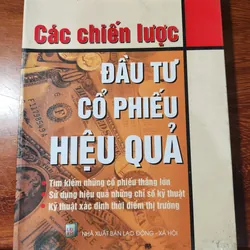 Các chiến lược
ĐẦU TƯ
CỔ PHIẾU
HIỆU QUẢ
Tìm kiếm những cổ phiếu thắng lớn
Sử dụng hiệu quả những chỉ số kỹ thuật
Kỹ thuật xác định thời điểm thị trường
NHÀ XUẤT BẢN LAO ĐỘNG - XÃ HỘI